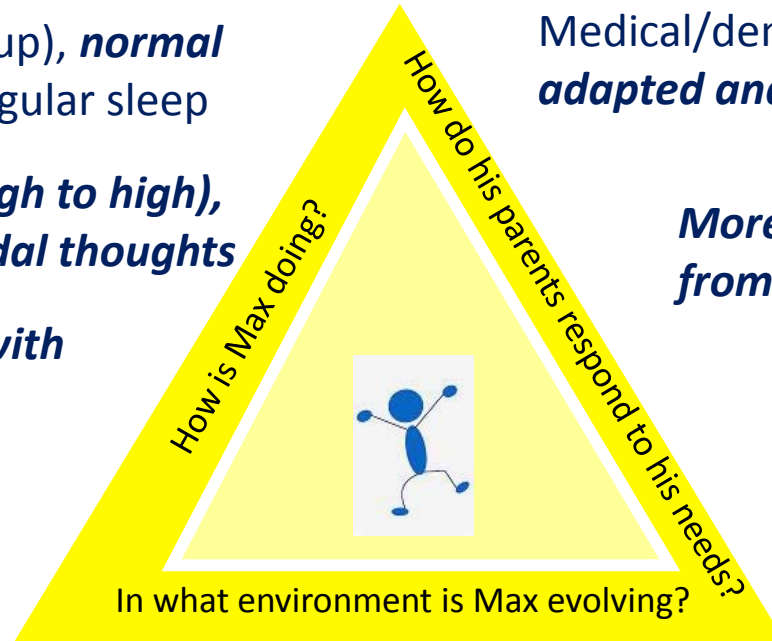 up), normal
gular sleep
gh to high),
dal thoughts
with
How is Max doing?
Medical/den
adapted and
More
from
How do his parents respond to his needs?
In what environment is Max evolving?